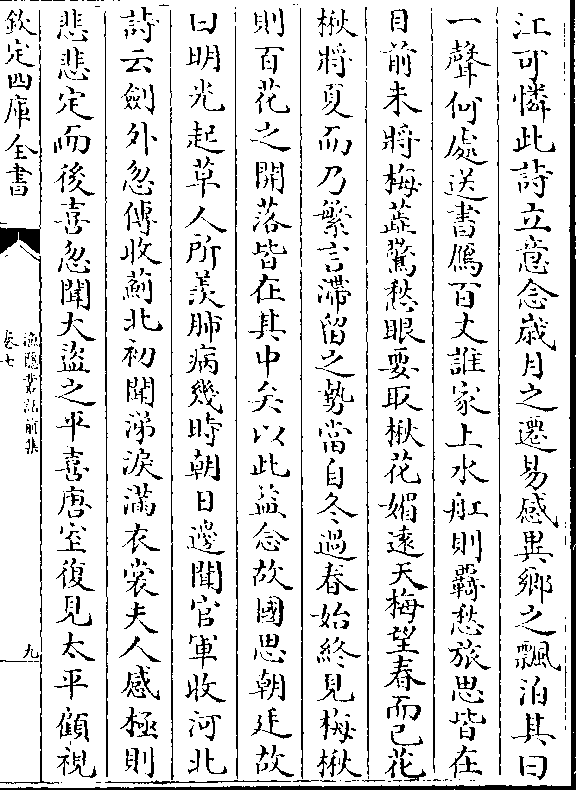 江可憐此詩立意念歳月之遷易感異鄉之飄泊其曰
一聲何處送書鴈百丈誰家上水舡則羇愁旅思皆在
目前未將梅蘂驚愁眼要取楸花媚遠天梅望春而已花
楸將夏而乃繁言滯留之勢當自冬過春始終見梅楸
則百花之開落皆在其中矣以此益念故國思朝廷故
曰明光起草人所羡肺病幾時朝日邊聞官軍收河北
詩云劍外忽傳收薊北初聞涕淚滿衣裳夫人感極則
悲悲定而後喜忽聞大盜之平喜唐室復見太平顧視
欽定四庫全書
漁隱叢話前集
卷七
九